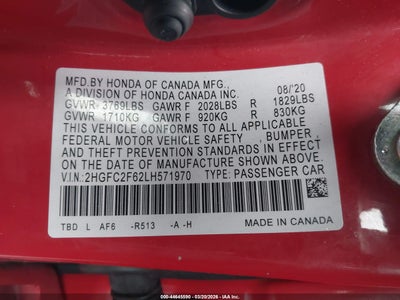 MFD.BY HONDA OF CANADA MFG.,
A DIVISION OF HONDA CANADA INC. 08/'20
GVWR 3769LBS GAWR F 2028LBS R 1829LBS
GVWR 1710KG GAWR F 920KG R 830KG
THIS VEHICLE CONFORMS TO ALL APPLICABLE
FEDERAL MOTOR VEHICLE SAFETY, BUMPER,
AND THEFT PREVENTION STANDARDS IN EFFECT
ON THE DATE OF MANUFACTURE SHOWN ABOVE.
V.I.N: 2HGFC2F62LH571970 TYPE: PASSENGER CAR
TBD L AF6 -R513 -A -H MADE IN CANADA
000-44645590 — 03/20/2026 — IAA Inc.